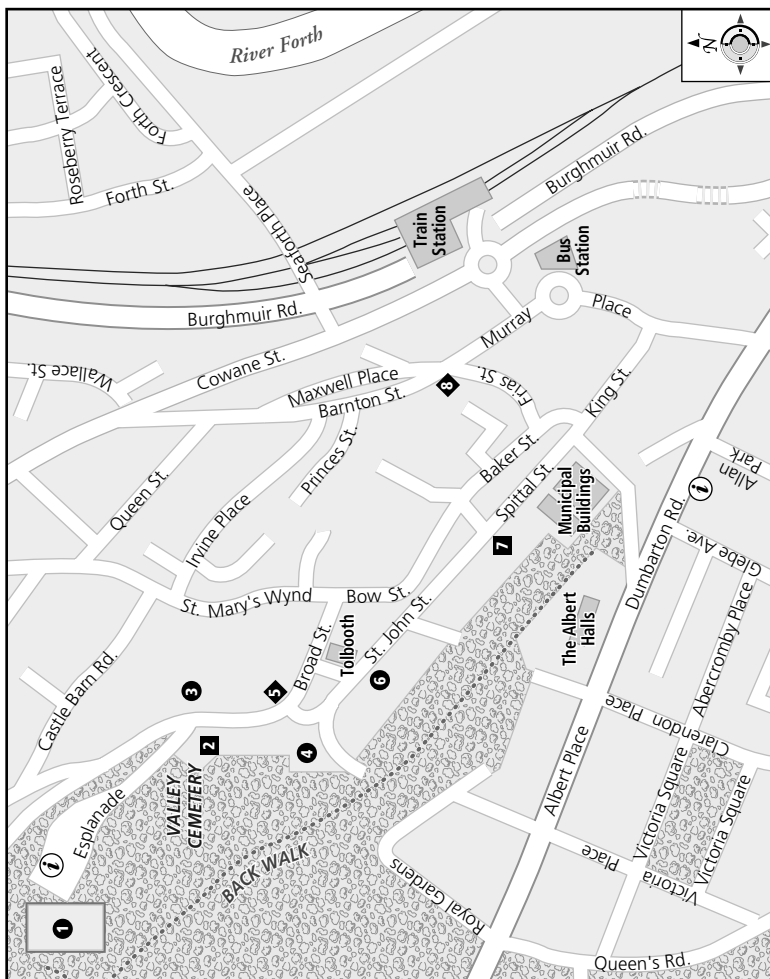 River Forth
N
Roseberry Terrace
Forth Crescent
Forth St.
Seaforth Place
Train
Station
Burghmuir Rd.
Bus
Station
Burghmuir Rd.
Wallace St.
Cowane St.
Maxwell Place
Barnton St.
Murray
Place
8
Frias St.
King St.
Queen St.
Princes St.
Irvine Place
Baker St.
Spittal St.
Municipal
Buildings
7
St. Mary's Wynd
Bow St.
Broad St.
Tolbooth
St. John St.
Castle Barn Rd.
3
5
6
2
4
VALLEY
CEMETERY
Esplanade
i
1
BACK WALK
The Albert
Halls
Dumbarton Rd.
i
Allan
Park
Glebe Ave.
Abercromby Place
Clarendon Place
Albert Place
Victoria Square
Victoria Square
Victoria
Place
Royal Gardens
Queen's Rd.